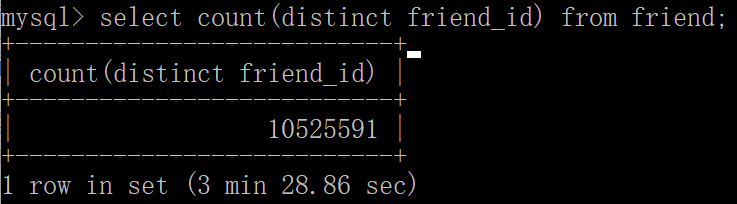 mysql> select count(distinct friend_id) from friend;
+---------------------------+
| count(distinct friend_id) |
+---------------------------+
|                  10525591 |
+---------------------------+
1 row in set (3 min 28.86 sec)